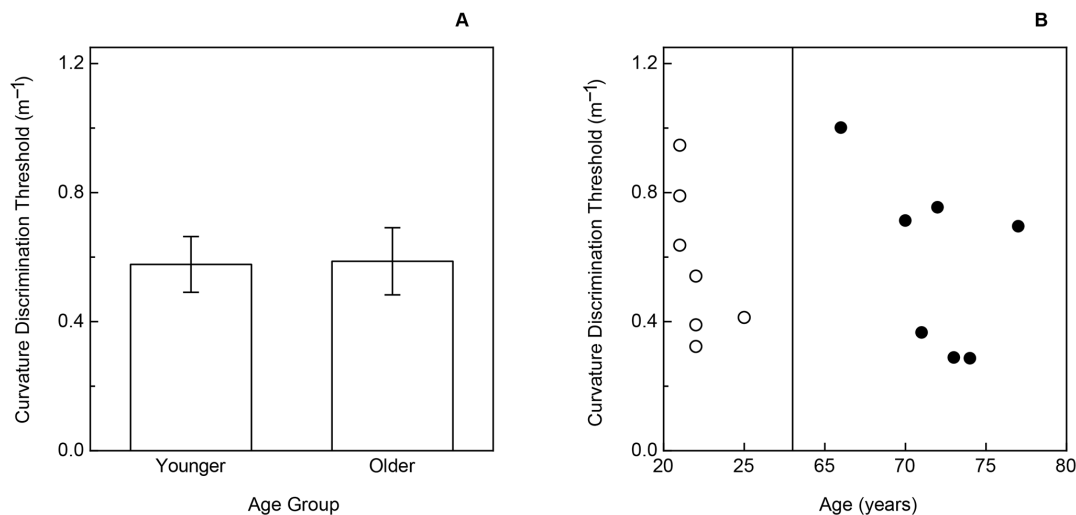 A
Curvature Discrimination Threshold (m⁻¹)
1.2
0.8
0.4
0.0
Younger
Older
Age Group
B
Curvature Discrimination Threshold (m⁻¹)
1.2
0.8
0.4
0.0
20
25
65
70
75
80
Age (years)